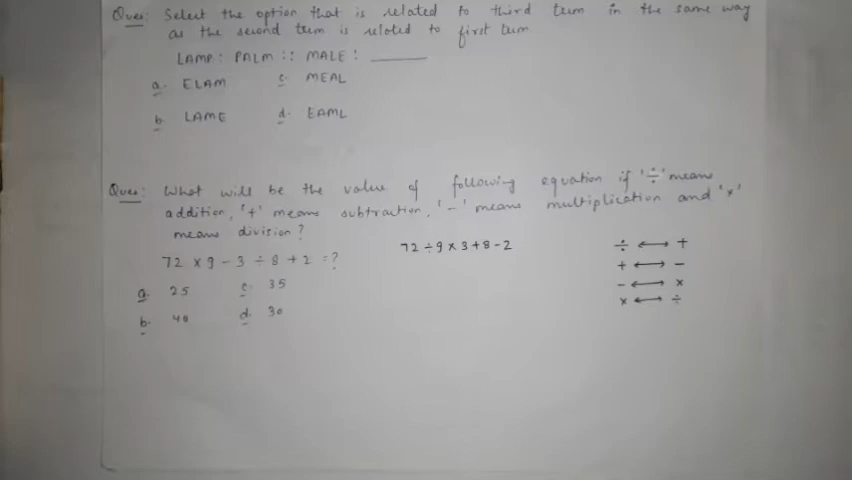 Ques: Select the option that is related to third term in the same way
as the second term is related to first term
LAMP : PALM :: MALE : ______
a. ELAM c. MEAL
b. LAME d. EAML
Ques: What will be the value of following equation if '÷' means
addition, '+' means subtraction, '-' means multiplication and 'x'
means division?
72 ÷ 9 x 3 + 8 - 2
72 x 9 - 3 ÷ 8 + 2 = ?
a. 25 c. 35
b. 40 d. 30
÷ ⟷ +
+ ⟷ -
- ⟷ x
x ⟷ ÷